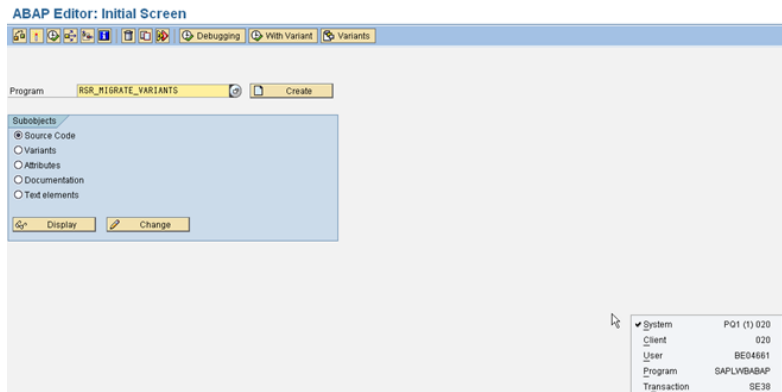 ABAP Editor: Initial Screen
Debugging With Variant Variants
Program RSR_MIGRATE_VARIANTS Create
Subobjects
Source Code
Variants
Attributes
Documentation
Text elements
Display Change
System PQ1 (1) 020
Client 020
User BE04661
Program SAPLWBABAP
Transaction SE38